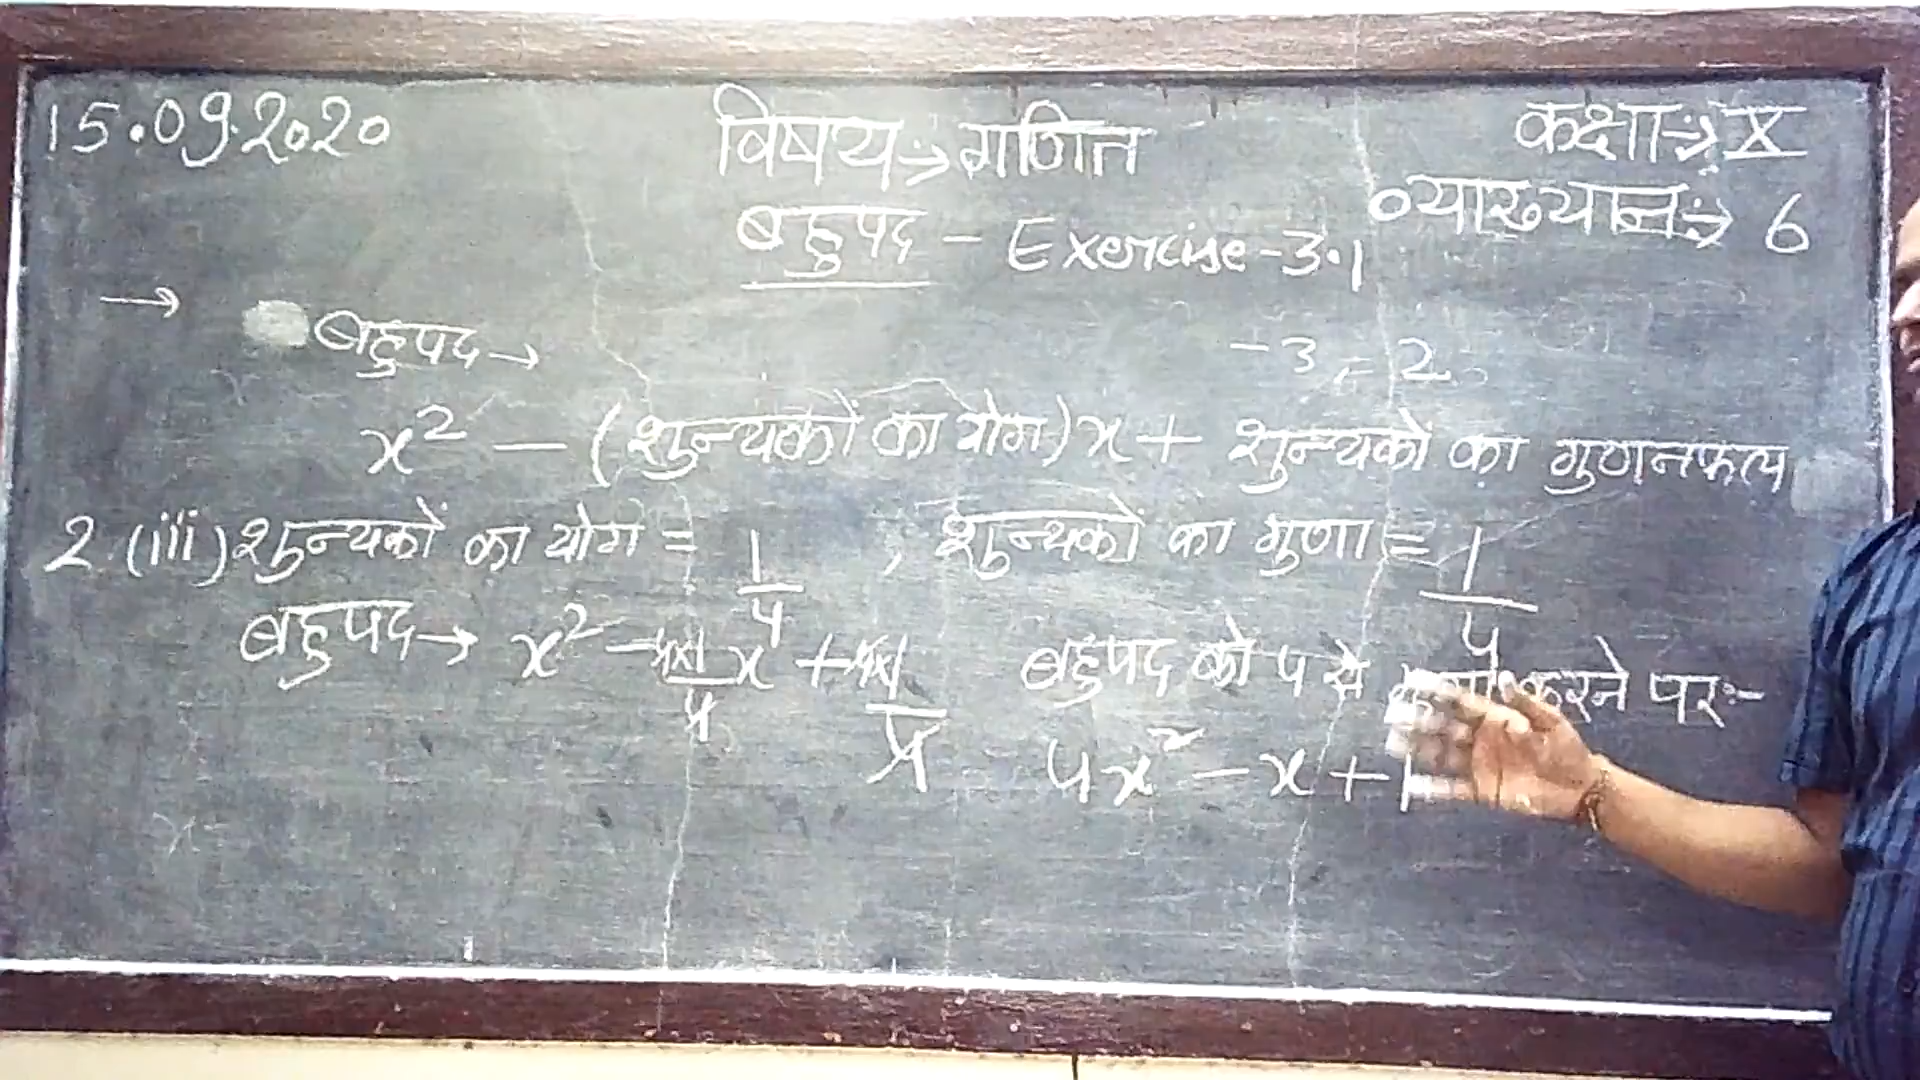 15.09.2020
विषय→गणित
कक्षा→X
व्याख्यान→6
बहुपद - Exercise-3.1
→ बहुपद→
-3, 2
x² - (शुन्यकों का योग)x + शुन्यकों का गुणनफल
2.(iii) शुन्यकों का योग = 1/4 , शुन्यकों का गुणा = 1/4
बहुपद→ x² - 4x1/4 x + 4x1/4 बहुपद को 4 से करने पर:-
4x² - x + 1
x